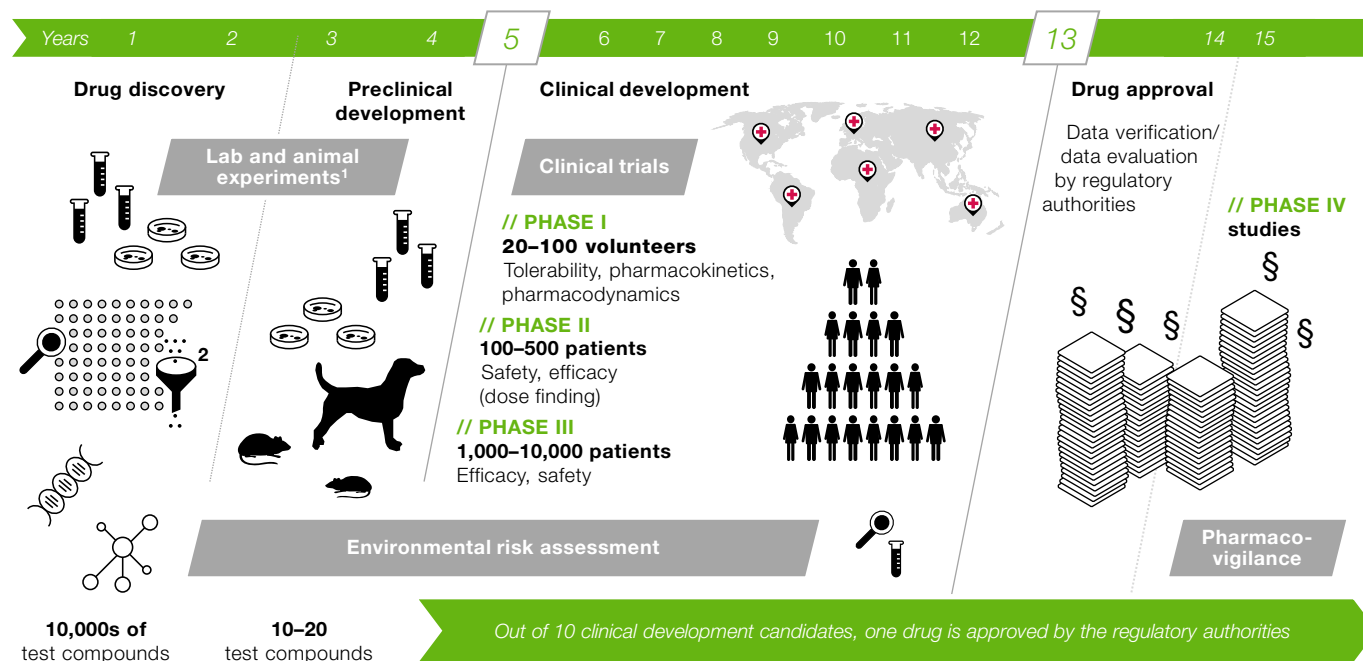 Years 1 2 3 4 5 6 7 8 9 10 11 12 13 14 15
Drug discovery
Preclinical
development
Lab and animal
experiments¹
2
Clinical development
Clinical trials
// PHASE I
20–100 volunteers
Tolerability, pharmacokinetics,
pharmacodynamics
// PHASE II
100–500 patients
Safety, efficacy
(dose finding)
// PHASE III
1,000–10,000 patients
Efficacy, safety
Drug approval
Data verification/
data evaluation
by regulatory
authorities
// PHASE IV
studies
§
§
§ § §
Environmental risk assessment
Pharmaco-
vigilance
10,000s of
test compounds
10–20
test compounds
Out of 10 clinical development candidates, one drug is approved by the regulatory authorities